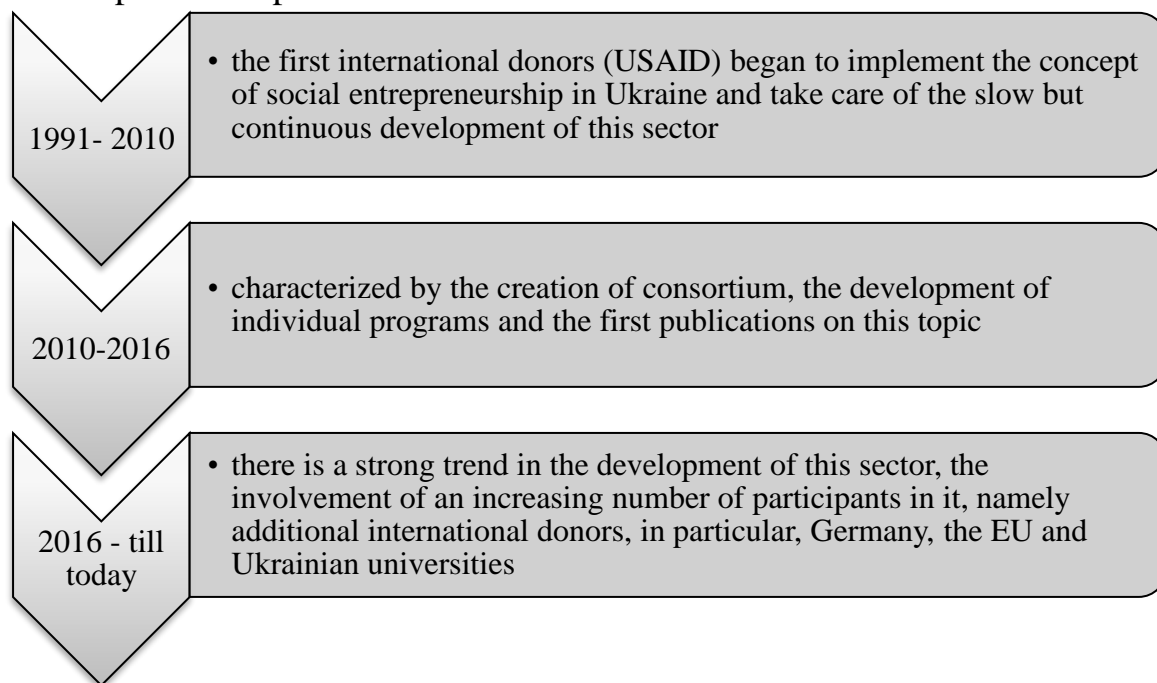 1991- 2010
• the first international donors (USAID) began to implement the concept
of social entrepreneurship in Ukraine and take care of the slow but
continuous development of this sector
2010-2016
• characterized by the creation of consortium, the development of
individual programs and the first publications on this topic
2016 - till
today
• there is a strong trend in the development of this sector, the
involvement of an increasing number of participants in it, namely
additional international donors, in particular, Germany, the EU and
Ukrainian universities